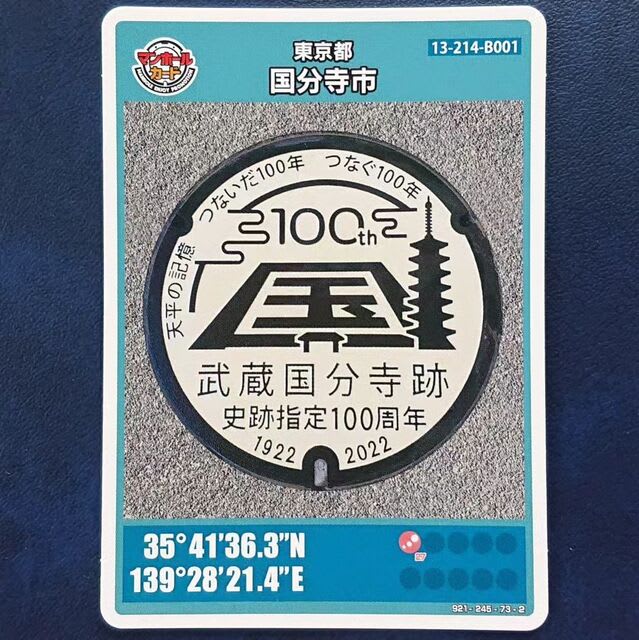 マンホール
カード
東京都
国分寺市
13-214-B001
天平の記憶 つないだ100年 つなぐ100年
100th
国
武蔵国分寺跡
史跡指定100周年
1922 2022
35°41'36.3"N
139°28'21.4"E
921-245-73-2